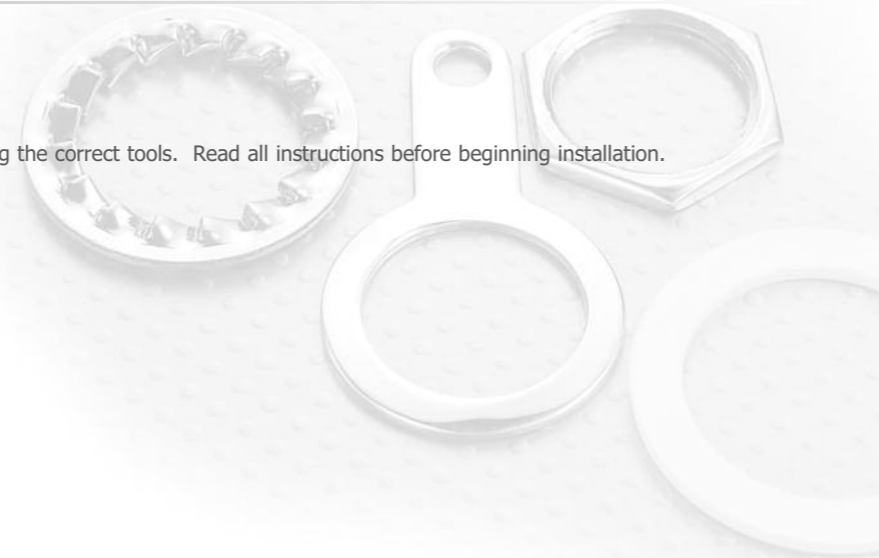 g the correct tools.  Read all instructions before beginning installation.